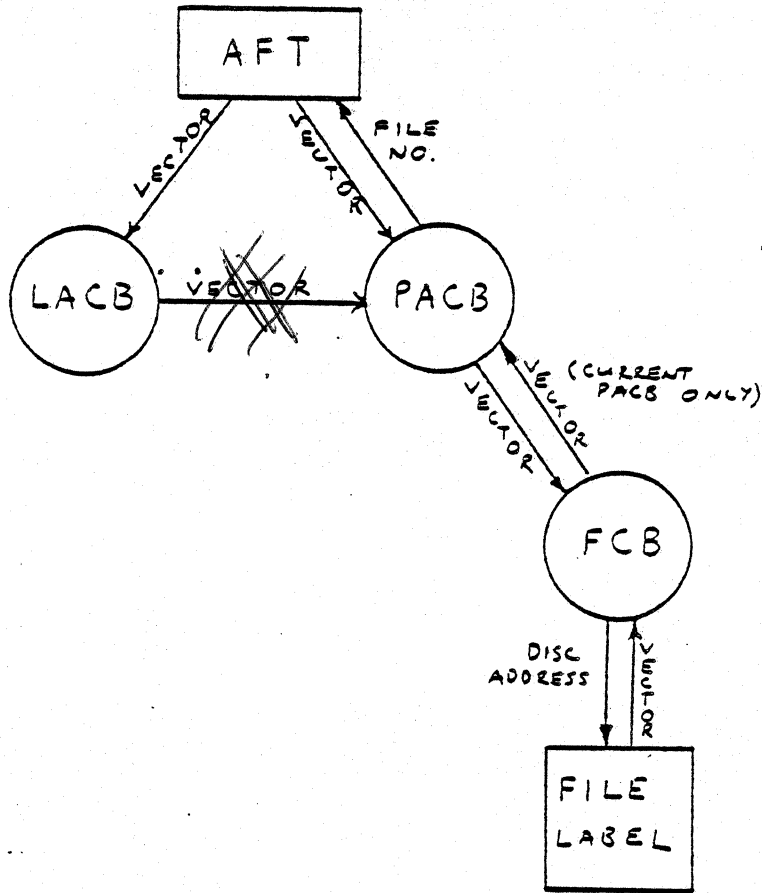 AFT
VECTOR
VECTOR
FILE
NO.
LACB
VECTOR
PACB
VECTOR
VECTOR
(CURRENT
PACB ONLY)
FCB
DISC
ADDRESS
VECTOR
FILE
LABEL